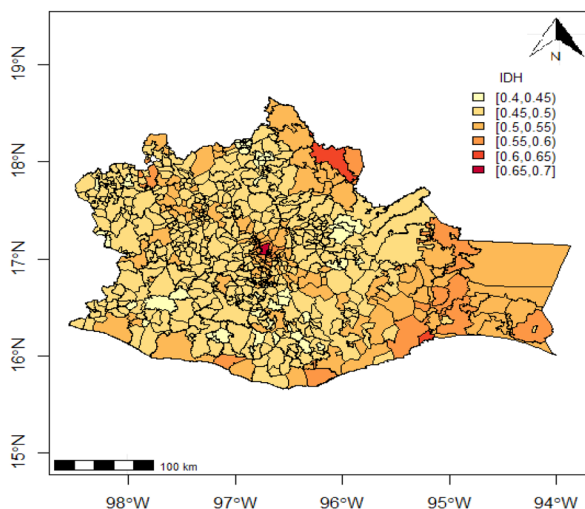 N
IDH
[0.4,0.45)
[0.45,0.5)
[0.5,0.55)
[0.55,0.6)
[0.6,0.65)
[0.65,0.7]
19°N
18°N
17°N
16°N
15°N
100 km
98°W
97°W
96°W
95°W
94°W